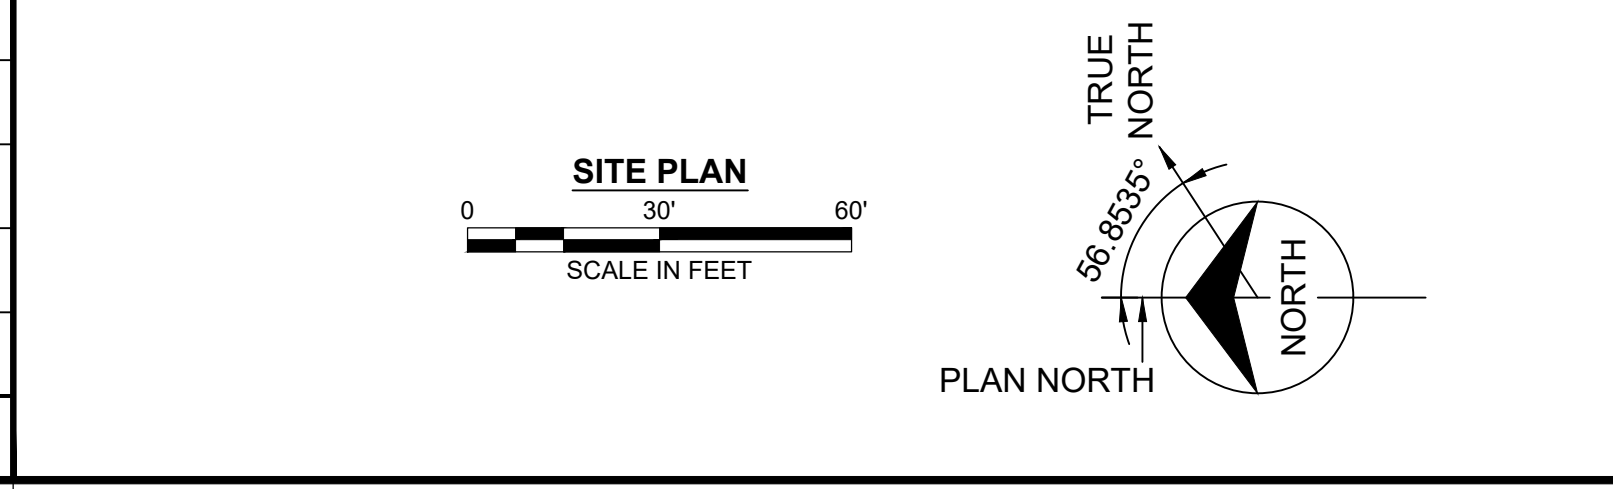 SITE PLAN
0 30' 60'
SCALE IN FEET
TRUE
NORTH
56.8535°
NORTH
PLAN NORTH